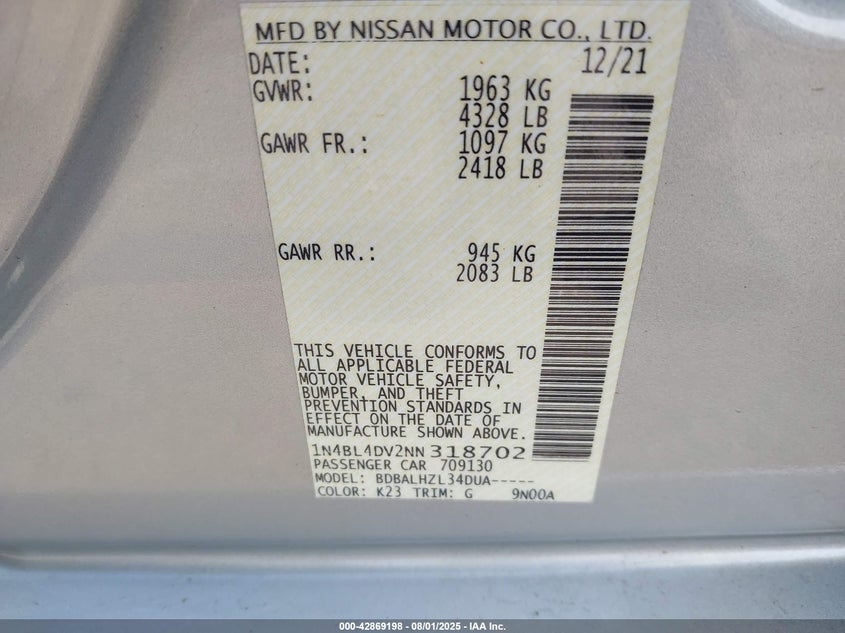 MFD BY NISSAN MOTOR CO., LTD.
DATE: 12/21
GVWR: 1963 KG
4328 LB
GAWR FR.: 1097 KG
2418 LB
GAWR RR.: 945 KG
2083 LB
THIS VEHICLE CONFORMS TO
ALL APPLICABLE FEDERAL
MOTOR VEHICLE SAFETY,
BUMPER, AND THEFT
PREVENTION STANDARDS IN
EFFECT ON THE DATE OF
MANUFACTURE SHOWN ABOVE.
1N4BL4DV2NN318702
PASSENGER CAR 709130
MODEL: BDBALHZL34DUA-----
COLOR: K23 TRIM: G 9N00A
000-42869198 - 08/01/2025 - IAA Inc.